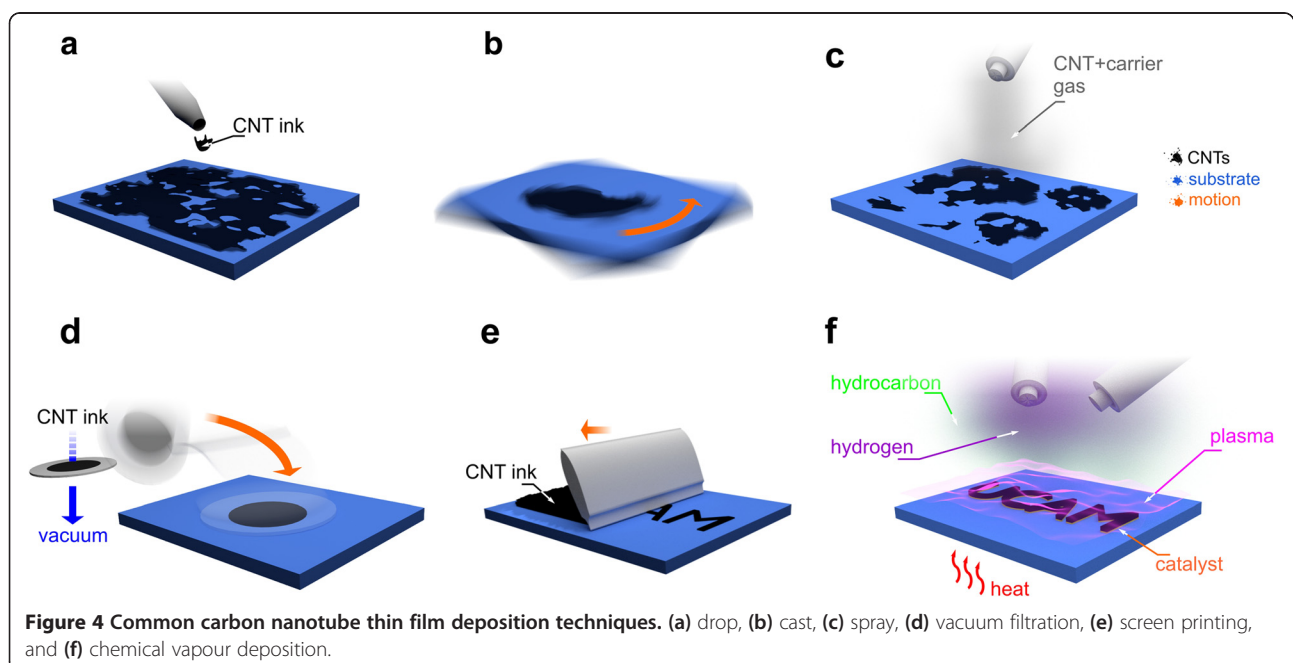 a
b
c
CNT ink
CNT+carrier
gas
CNTs
substrate
motion
d
e
f
CNT ink
vacuum
CNT ink
AM
hydrocarbon
hydrogen
plasma
SCAM
catalyst
heat
Figure 4 Common carbon nanotube thin film deposition techniques. (a) drop, (b) cast, (c) spray, (d) vacuum filtration, (e) screen printing,
and (f) chemical vapour deposition.